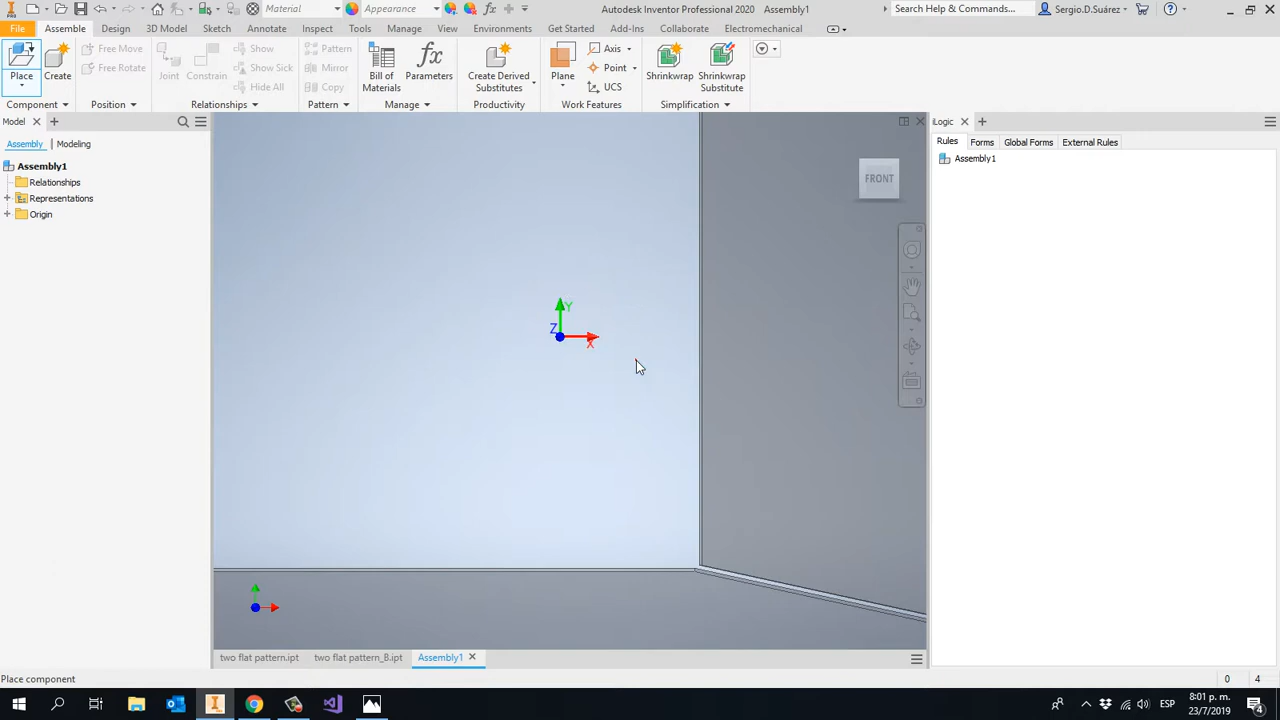 Material
Appearance
Autodesk Inventor Professional 2020 Assembly1
Search Help & Commands...
Sergio.D.Suárez
File
Assemble
Design
3D Model
Sketch
Annotate
Inspect
Tools
Manage
View
Environments
Get Started
Add-Ins
Collaborate
Electromechanical
Place
Create
Free Move
Free Rotate
Joint
Constrain
Show
Show Sick
Hide All
Pattern
Mirror
Copy
Bill of
Materials
Parameters
Create Derived
Substitutes
Plane
Axis
Point
UCS
Shrinkwrap
Shrinkwrap
Substitute
Component
Position
Relationships
Pattern
Manage
Productivity
Work Features
Simplification
Model
Assembly
Modeling
Assembly1
Relationships
Representations
Origin
FRONT
Y
Z
X
iLogic
Rules
Forms
Global Forms
External Rules
Assembly1
two flat pattern.ipt
two flat pattern_B.ipt
Assembly1
Place component
0
4
ESP
8:01 p. m.
23/7/2019
4